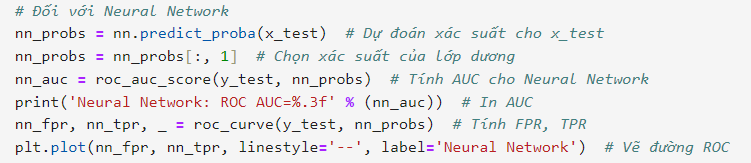 # Đối với Neural Network
nn_probs = nn.predict_proba(x_test)  # Dự đoán xác suất cho x_test
nn_probs = nn_probs[:, 1]  # Chọn xác suất của lớp dương
nn_auc = roc_auc_score(y_test, nn_probs)  # Tính AUC cho Neural Network
print('Neural Network: ROC AUC=%.3f' % (nn_auc))  # In AUC
nn_fpr, nn_tpr, _ = roc_curve(y_test, nn_probs)  # Tính FPR, TPR
plt.plot(nn_fpr, nn_tpr, linestyle='--', label='Neural Network')  # Vẽ đường ROC